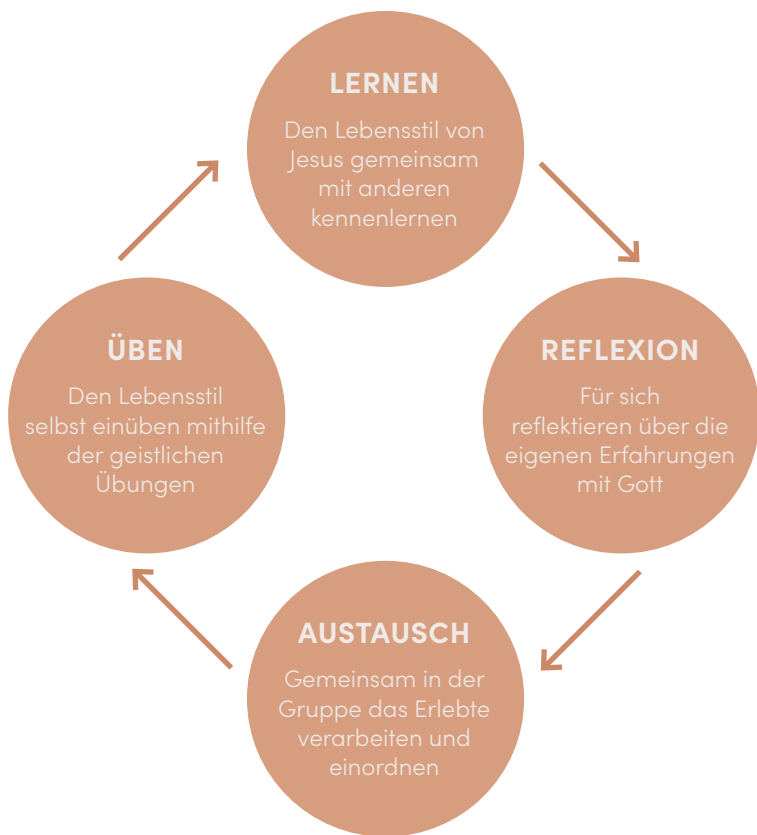 LERNEN
Den Lebensstil von
Jesus gemeinsam
mit anderen
kennenlernen
REFLEXION
Für sich
reflektieren über die
eigenen Erfahrungen
mit Gott
AUSTAUSCH
Gemeinsam in der
Gruppe das Erlebte
verarbeiten und
einordnen
ÜBEN
Den Lebensstil
selbst einüben mithilfe
der geistlichen
Übungen